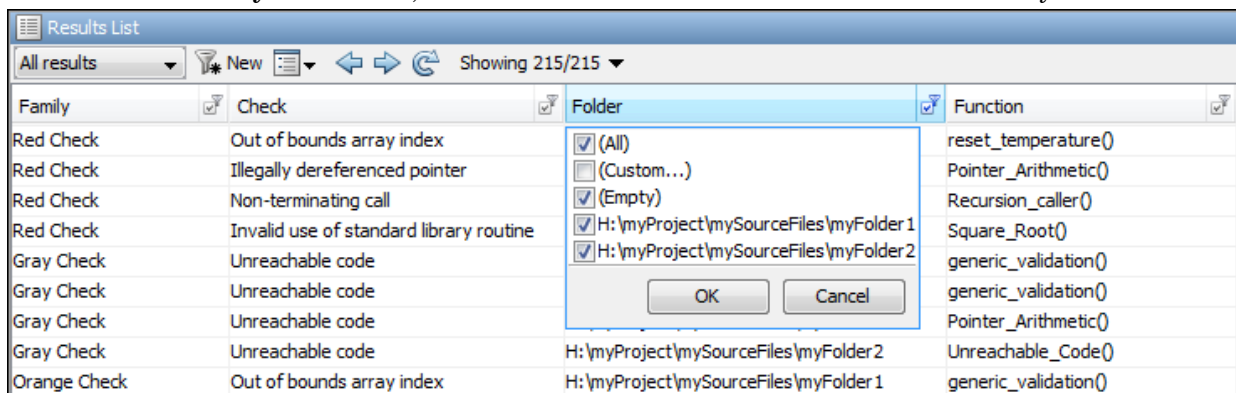 Results List
All results New Showing 215/215
Family Check Folder Function
Red Check Out of bounds array index (All) reset_temperature()
Red Check Illegally dereferenced pointer (Custom...) Pointer_Arithmetic()
Red Check Non-terminating call (Empty) Recursion_caller()
Red Check Invalid use of standard library routine H:\myProject\mySourceFiles\myFolder1 Square_Root()
Gray Check Unreachable code H:\myProject\mySourceFiles\myFolder2 generic_validation()
Gray Check Unreachable code OK Cancel generic_validation()
Gray Check Unreachable code Pointer_Arithmetic()
Gray Check Unreachable code H:\myProject\mySourceFiles\myFolder2 Unreachable_Code()
Orange Check Out of bounds array index H:\myProject\mySourceFiles\myFolder1 generic_validation()